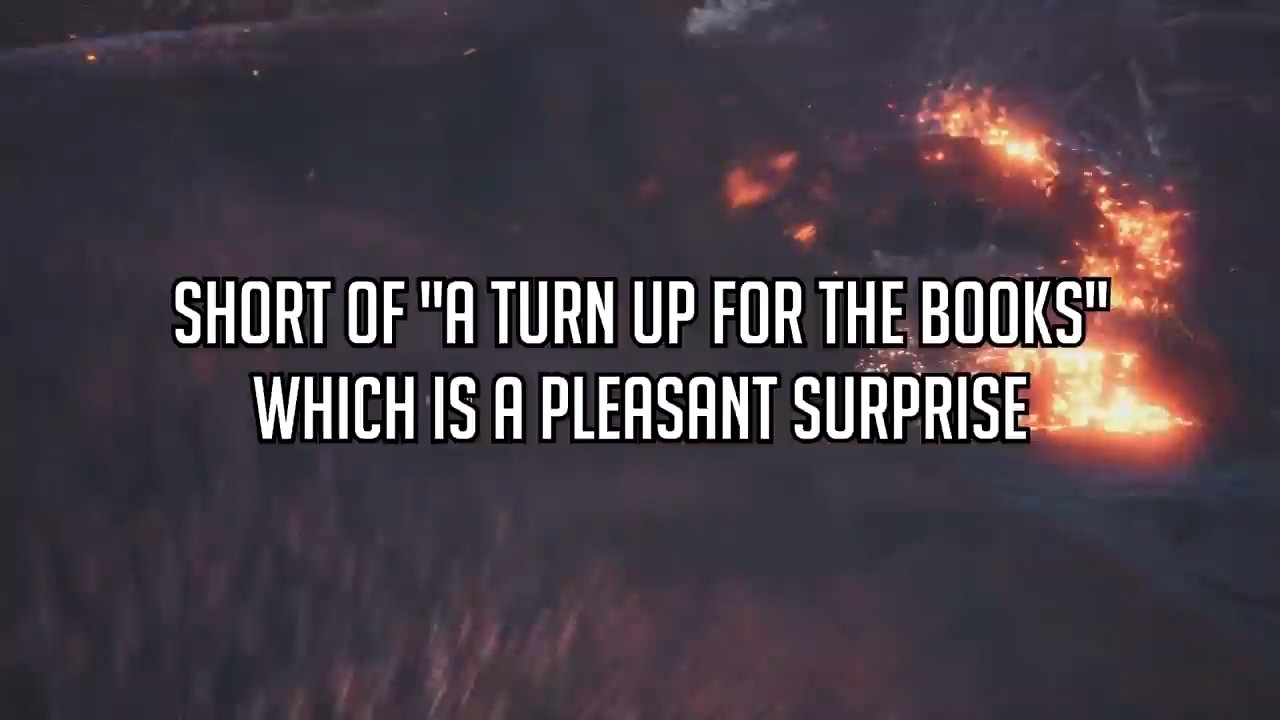 SHORT OF "A TURN UP FOR THE BOOKS"
WHICH IS A PLEASANT SURPRISE